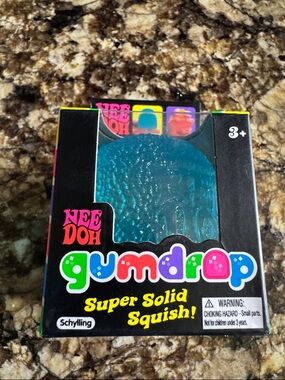 NEE
DOH
3+
NEE
DOH
gumdrop
Super Solid
Squish!
Schylling
WARNING:
CHOKING HAZARD - Small parts.
Not for children under 3 years.